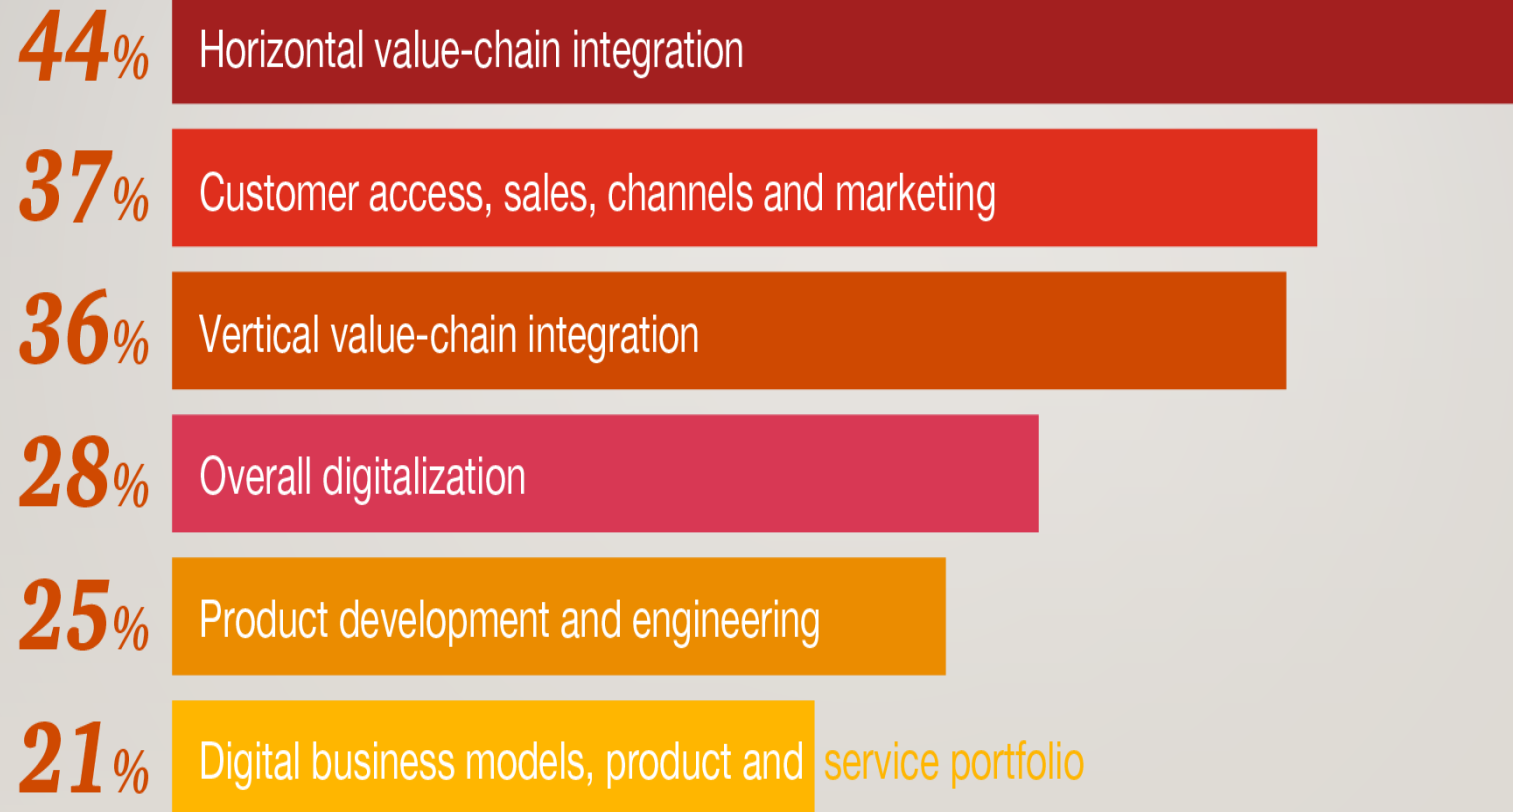 44% Horizontal value-chain integration
37% Customer access, sales, channels and marketing
36% Vertical value-chain integration
28% Overall digitalization
25% Product development and engineering
21% Digital business models, product and service portfolio